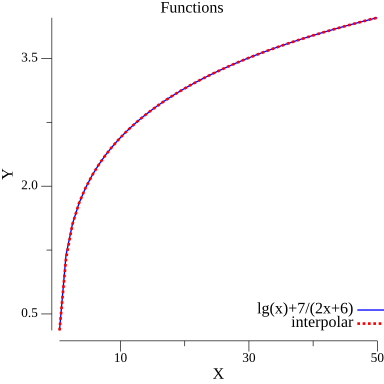 Functions
3.5
2.0
0.5
Y
lg(x)+7/(2x+6)
interpolar
10
30
50
X